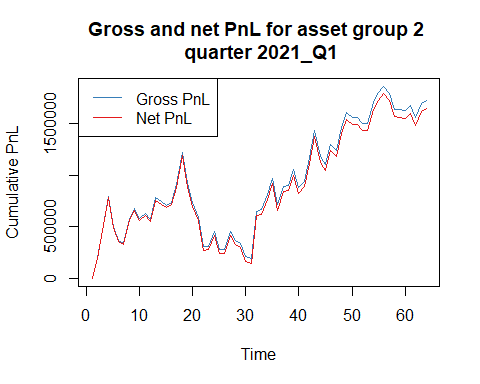 Gross and net PnL for asset group 2
quarter 2021_Q1
Gross PnL
Net PnL
Cumulative PnL
0
500000
1500000
0
10
20
30
40
50
60
Time